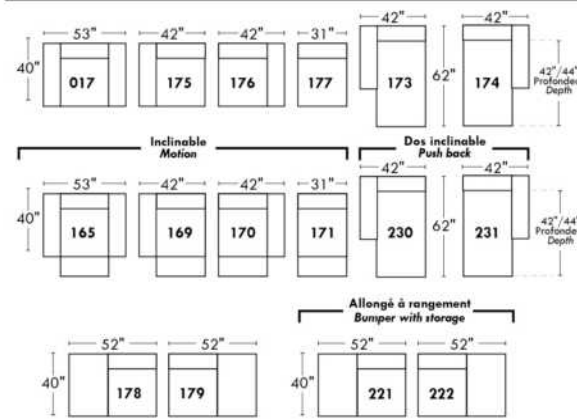 53" 42" 42" 31" 42" 42"
40" 017 175 176 177 173 62" 174 42"/44"
Depth
Inclinable Dos inclinable
Motion Push back
53" 42" 42" 31" 42" 42"
40" 165 169 170 171 230 62" 231 42"/44"
Depth
Allongé à rangement
Bumper with storage
52" 52" 52" 52"
40" 178 179 40" 221 222